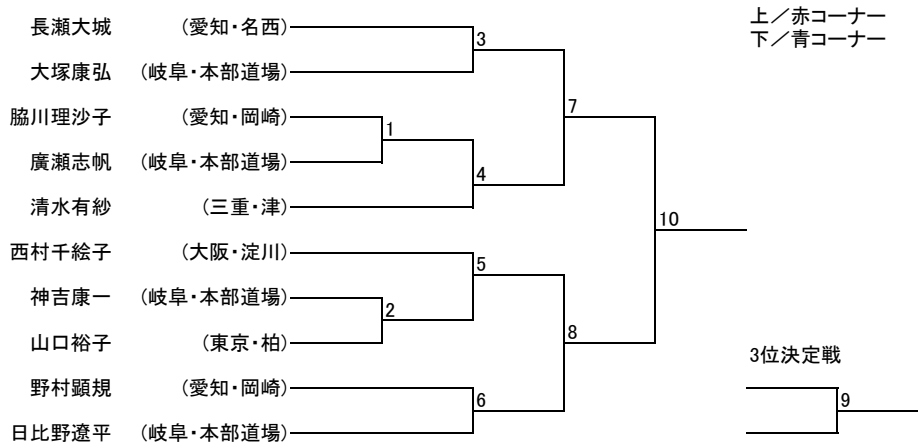 長瀬大城 (愛知・名西)
大塚康弘 (岐阜・本部道場)
脇川理沙子 (愛知・岡崎)
廣瀬志帆 (岐阜・本部道場)
清水有紗 (三重・津)
西村千絵子 (大阪・淀川)
神吉康一 (岐阜・本部道場)
山口裕子 (東京・柏)
野村顕規 (愛知・岡崎)
日比野遼平 (岐阜・本部道場)
1
2
3
4
5
6
7
8
10
上/赤コーナー
下/青コーナー
3位決定戦
9